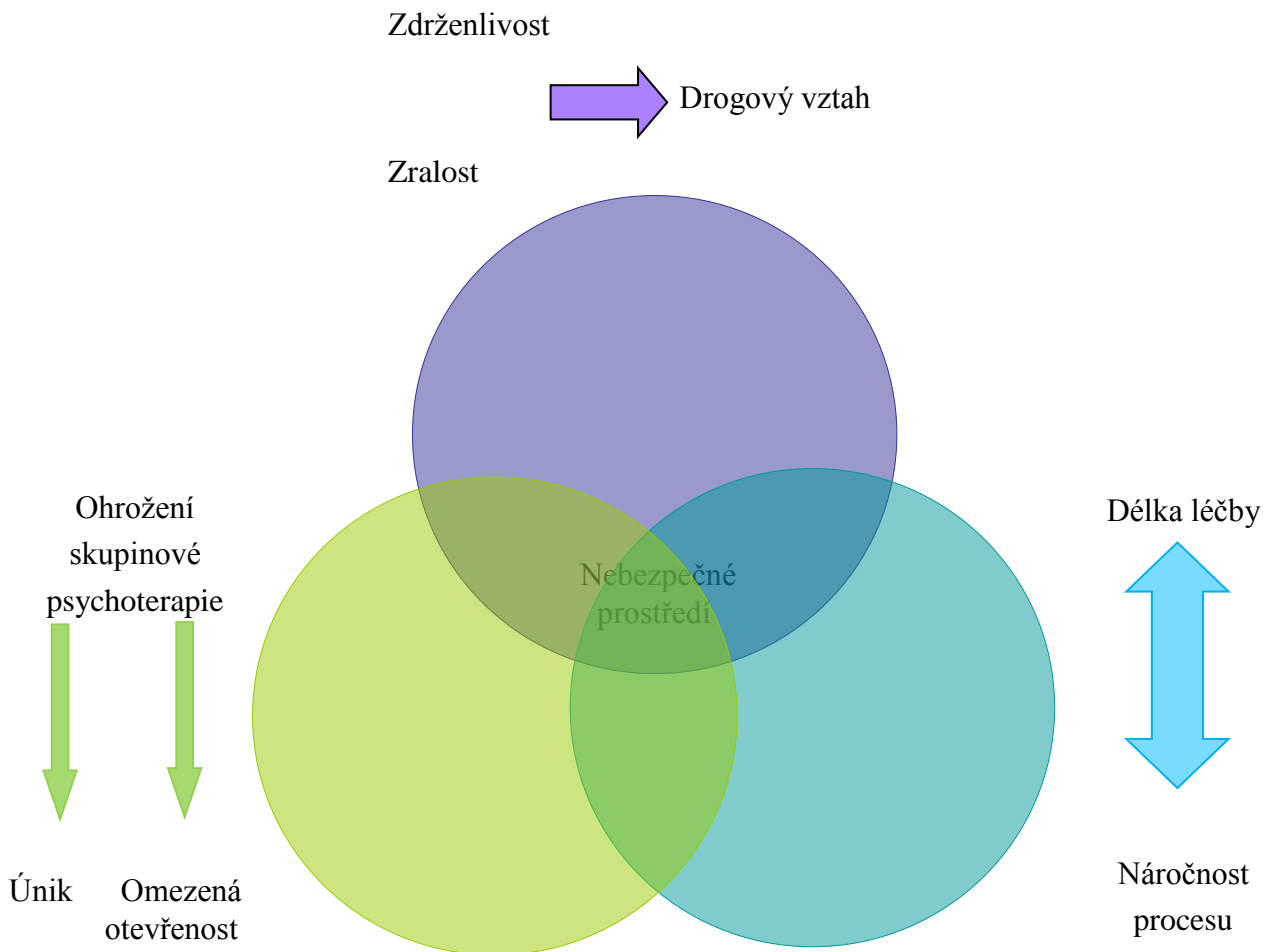 Zdrženlivost
Drogový vztah
Zralost
Ohrožení
skupinové
psychoterapie
Délka léčby
Nebezpečné
prostředí
Únik
Omezená
otevřenost
Náročnost
procesu